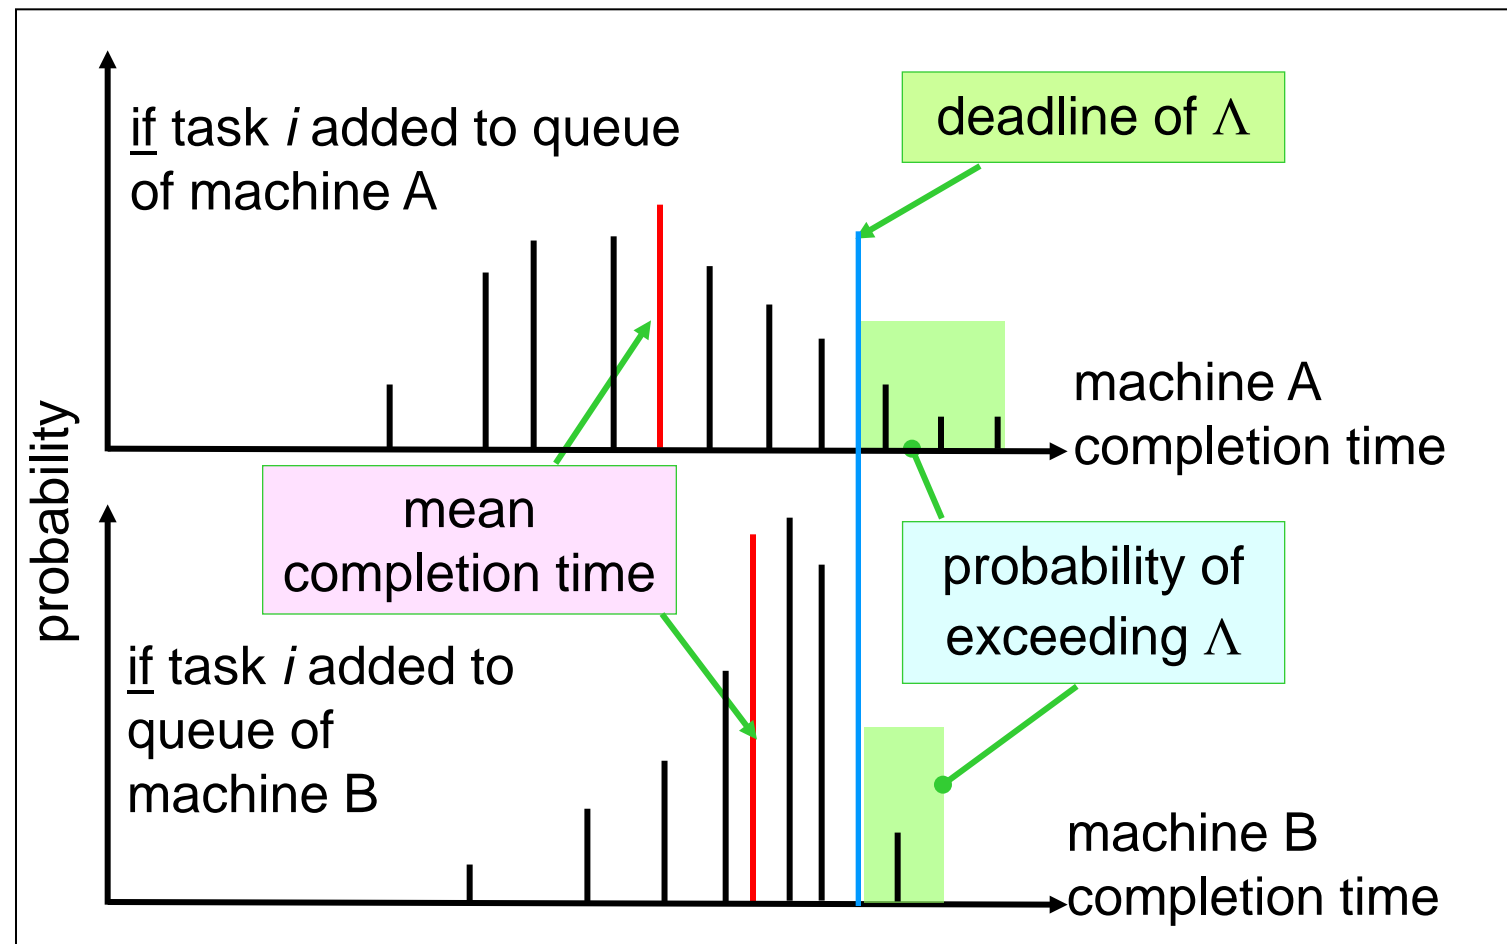 if task i added to queue
of machine A
deadline of Λ
machine A
completion time
probability
mean
completion time
probability of
exceeding Λ
if task i added to
queue of
machine B
machine B
completion time